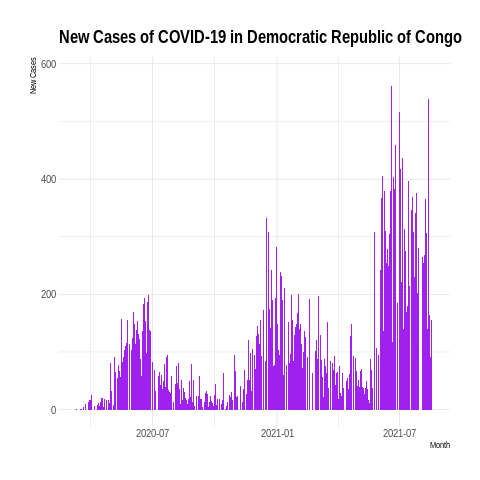 New Cases of COVID-19 in Democratic Republic of Congo
New Cases
600
400
200
0
2020-07
2021-01
2021-07
Month